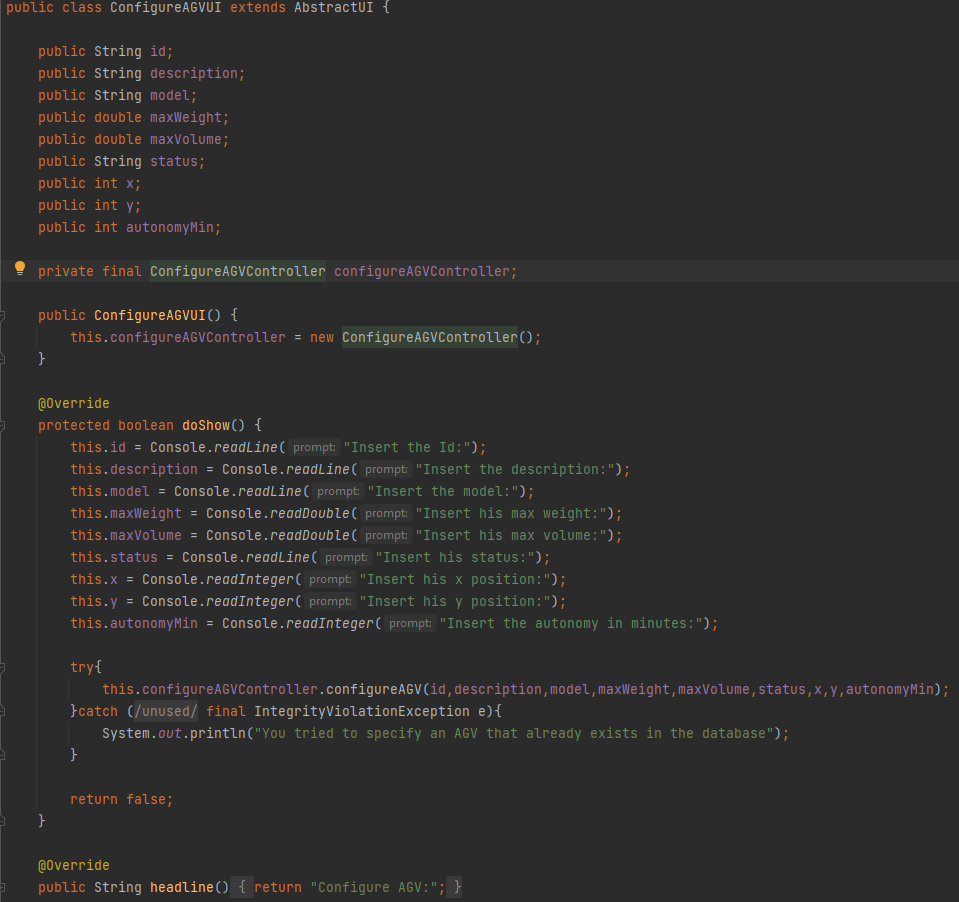 public class ConfigureAGVUI extends AbstractUI {
public String id;
public String description;
public String model;
public double maxWeight;
public double maxVolume;
public String status;
public int x;
public int y;
public int autonomyMin;
private final ConfigureAGVController configureAGVController;
public ConfigureAGVUI() {
this.configureAGVController = new ConfigureAGVController();
}
@Override
protected boolean doShow() {
this.id = Console.readLine( prompt: "Insert the Id:");
this.description = Console.readLine( prompt: "Insert the description:");
this.model = Console.readLine( prompt: "Insert the model:");
this.maxWeight = Console.readDouble( prompt: "Insert his max weight:");
this.maxVolume = Console.readDouble( prompt: "Insert his max volume:");
this.status = Console.readLine( prompt: "Insert his status:");
this.x = Console.readInteger( prompt: "Insert his x position:");
this.y = Console.readInteger( prompt: "Insert his y position:");
this.autonomyMin = Console.readInteger( prompt: "Insert the autonomy in minutes:");
try{
this.configureAGVController.configureAGV(id,description,model,maxWeight,maxVolume,status,x,y,autonomyMin);
}catch (/unused/ final IntegrityViolationException e){
System.out.println("You tried to specify an AGV that already exists in the database");
}
return false;
}
@Override
public String headline() { return "Configure AGV:"; }